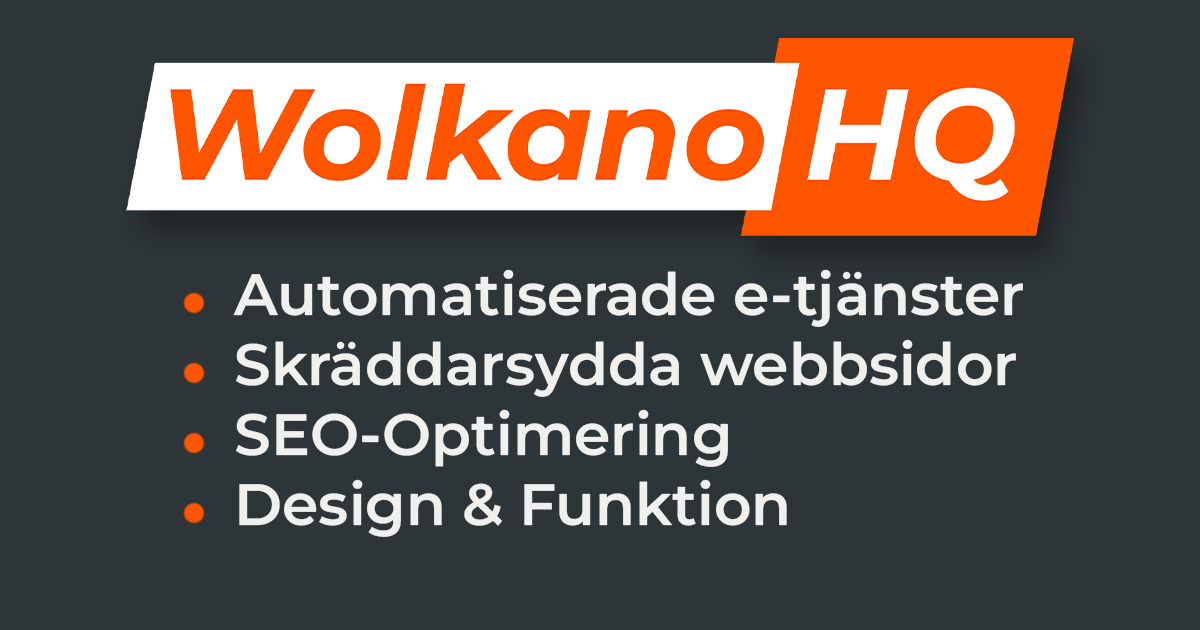 Wolkano HQ
• Automatiserade e-tjänster
• Skräddarsydda webbsidor
• SEO-Optimering
• Design & Funktion